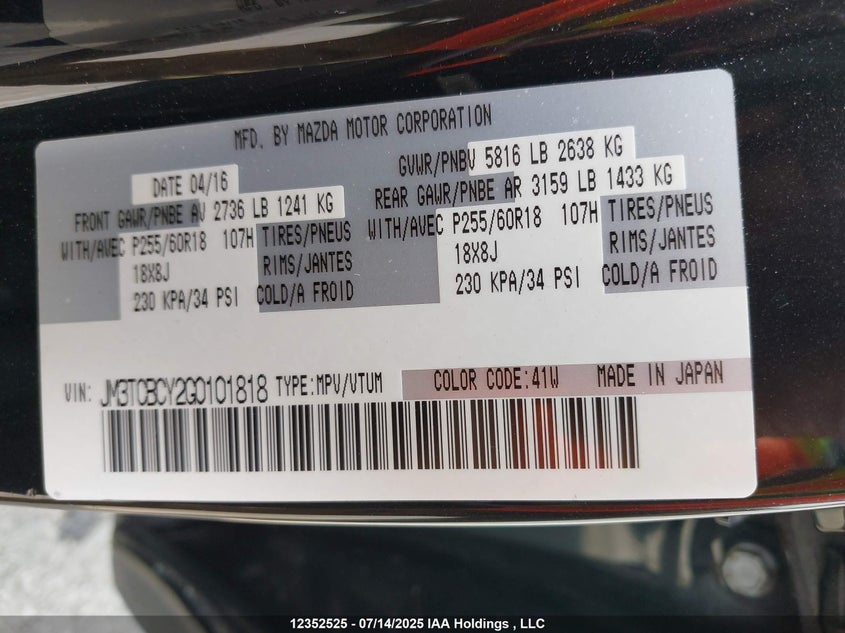 MFD. BY MAZDA MOTOR CORPORATION
DATE 04/16 GVWR/PNBV 5816 LB 2638 KG
FRONT GAWR/PNBE AV 2736 LB 1241 KG REAR GAWR/PNBE AR 3159 LB 1433 KG
WITH/AVEC P255/60R18 107H TIRES/PNEUS WITH/AVEC P255/60R18 107H TIRES/PNEUS
18X8J RIMS/JANTES 18X8J RIMS/JANTES
230 KPA/34 PSI COLD/A FROID 230 KPA/34 PSI COLD/A FROID
VIN: JM3TCBCY2G0101818 TYPE:MPV/VTUM COLOR CODE:41W MADE IN JAPAN
12352525 - 07/14/2025 IAA Holdings , LLC